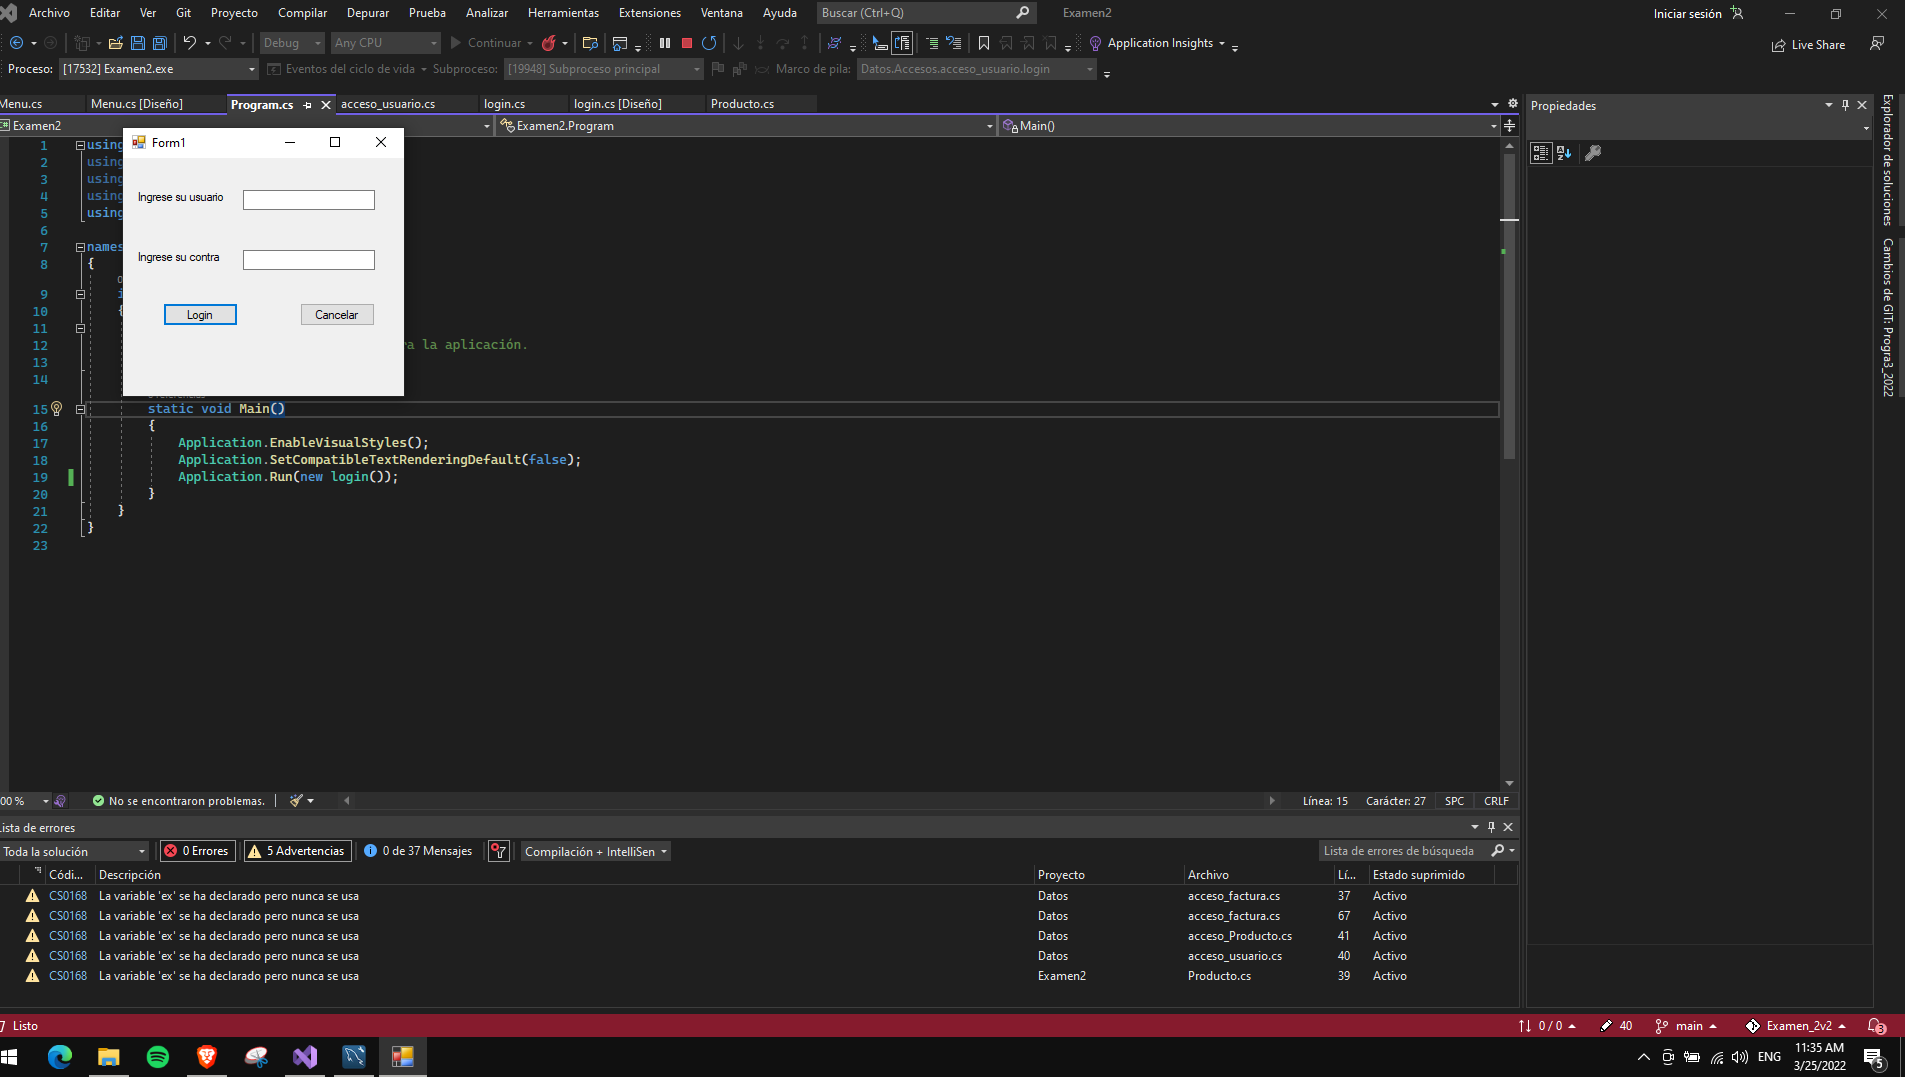 Archivo Editar Ver Git Proyecto Compilar Depurar Prueba Analizar Herramientas Extensiones Ventana Ayuda Buscar (Ctrl+Q) Examen2 Iniciar sesión
Debug Any CPU Continuar Application Insights Live Share
Proceso: [17532] Examen2.exe Eventos del ciclo de vida Subproceso: [19948] Subproceso principal Marco de pila: Datos.Accesos.acceso_usuario.login
Menu.cs Menu.cs [Diseño] Program.cs acceso_usuario.cs login.cs login.cs [Diseño] Producto.cs
Examen2 Examen2.Program Main()
Propiedades
Explorador de soluciones
Cambios de GIT: Progra3_2022
Form1
Ingrese su usuario
Ingrese su contra
Login Cancelar
1 using
2 using
3 using
4 using
5 using
6
7 names
8 {
9 i
10 {
11
12 ra la aplicación.
13
14
15 static void Main()
16 {
17 Application.EnableVisualStyles();
18 Application.SetCompatibleTextRenderingDefault(false);
19 Application.Run(new login());
20 }
21 }
22 }
23
00 % No se encontraron problemas. Línea: 15 Carácter: 27 SPC CRLF
Lista de errores
Toda la solución 0 Errores 5 Advertencias 0 de 37 Mensajes Compilación + IntelliSen Lista de errores de búsqueda
Códi... Descripción Proyecto Archivo Lí... Estado suprimido
CS0168 La variable 'ex' se ha declarado pero nunca se usa Datos acceso_factura.cs 37 Activo
CS0168 La variable 'ex' se ha declarado pero nunca se usa Datos acceso_factura.cs 67 Activo
CS0168 La variable 'ex' se ha declarado pero nunca se usa Datos acceso_Producto.cs 41 Activo
CS0168 La variable 'ex' se ha declarado pero nunca se usa Datos acceso_usuario.cs 40 Activo
CS0168 La variable 'ex' se ha declarado pero nunca se usa Examen2 Producto.cs 39 Activo
Listo 0 / 0 40 main Examen_2v2 3
ENG 11:35 AM
3/25/2022 5